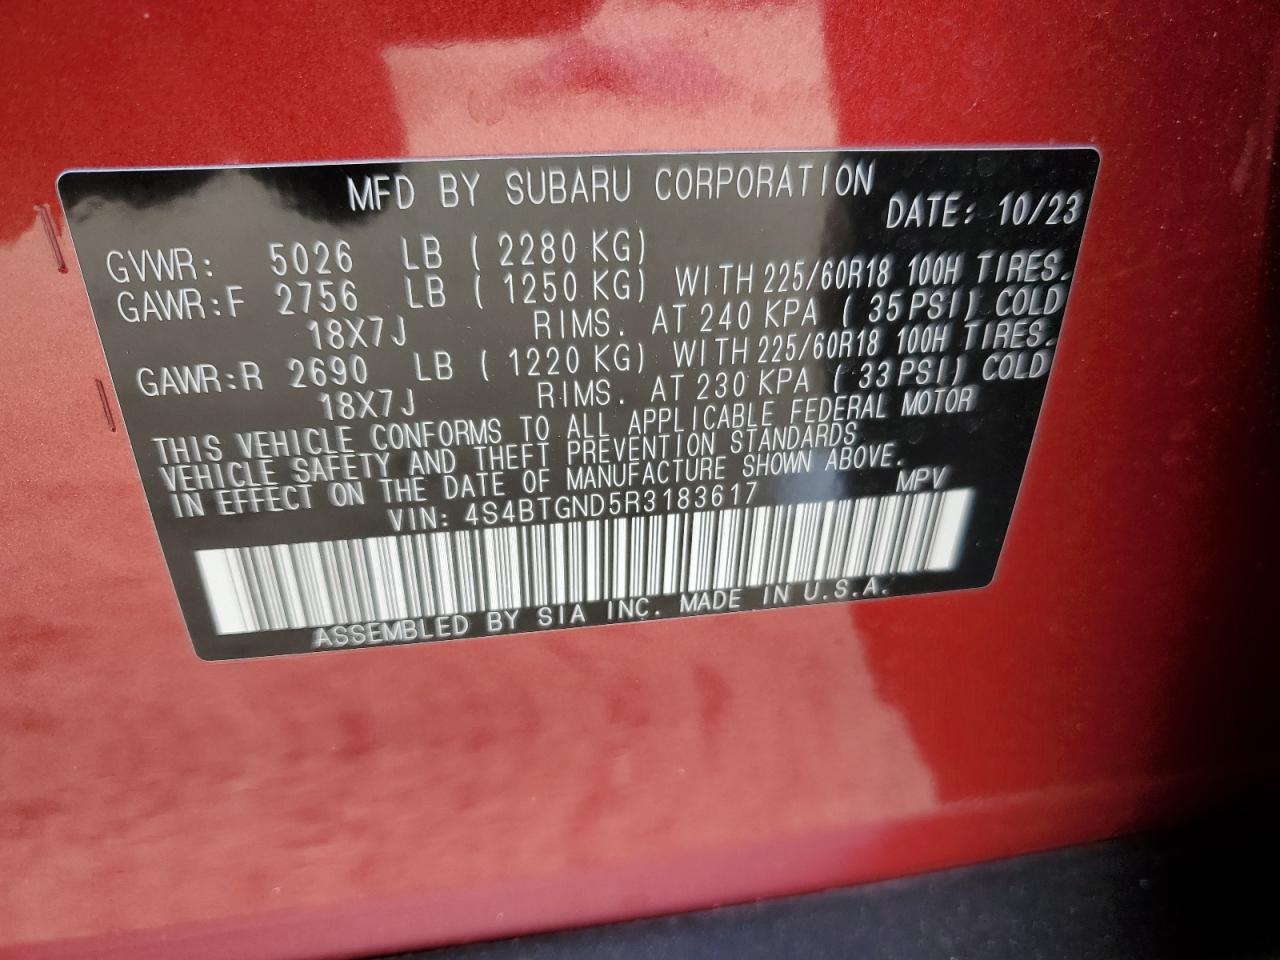 MFD BY SUBARU CORPORATION
DATE: 10/23
GVWR: 5026 LB ( 2280 KG)
GAWR:F 2756 LB ( 1250 KG) WITH 225/60R18 100H TIRES.
18X7J RIMS. AT 240 KPA ( 35 PSI) COLD
GAWR:R 2690 LB ( 1220 KG) WITH 225/60R18 100H TIRES.
18X7J RIMS. AT 230 KPA ( 33 PSI) COLD
THIS VEHICLE CONFORMS TO ALL APPLICABLE FEDERAL MOTOR
VEHICLE SAFETY AND THEFT PREVENTION STANDARDS
IN EFFECT ON THE DATE OF MANUFACTURE SHOWN ABOVE.
VIN: 4S4BTGND5R3183617 MPV
ASSEMBLED BY SIA INC. MADE IN U.S.A.